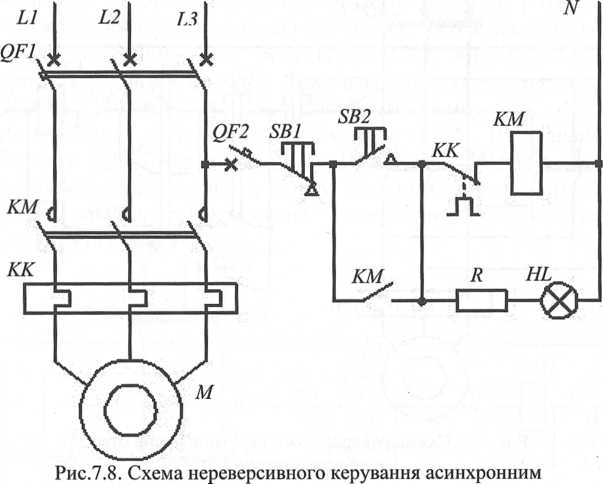 L1 L2 L3 N
QF1
QF2 SB1 SB2 KK KM
KM
KK
KM R HL
M
Рис.7.8. Схема нереверсивного керування асинхронним